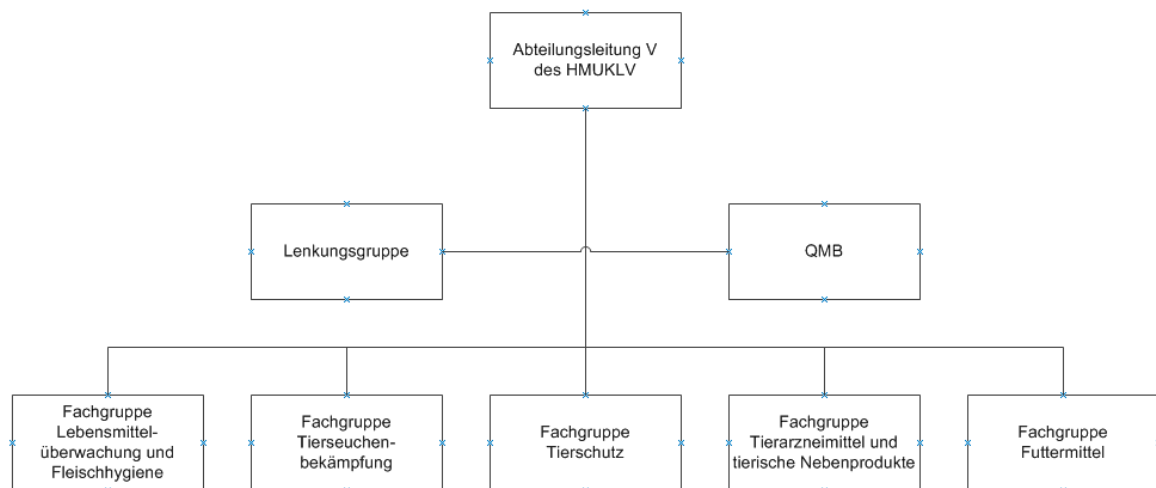 Abteilungsleitung V
des HMUKLV
Lenkungsgruppe
QMB
Fachgruppe
Lebensmittel-
überwachung und
Fleischhygiene
Fachgruppe
Tierseuchen-
bekämpfung
Fachgruppe
Tierschutz
Fachgruppe
Tierarzneimittel und
tierische Nebenprodukte
Fachgruppe
Futtermittel